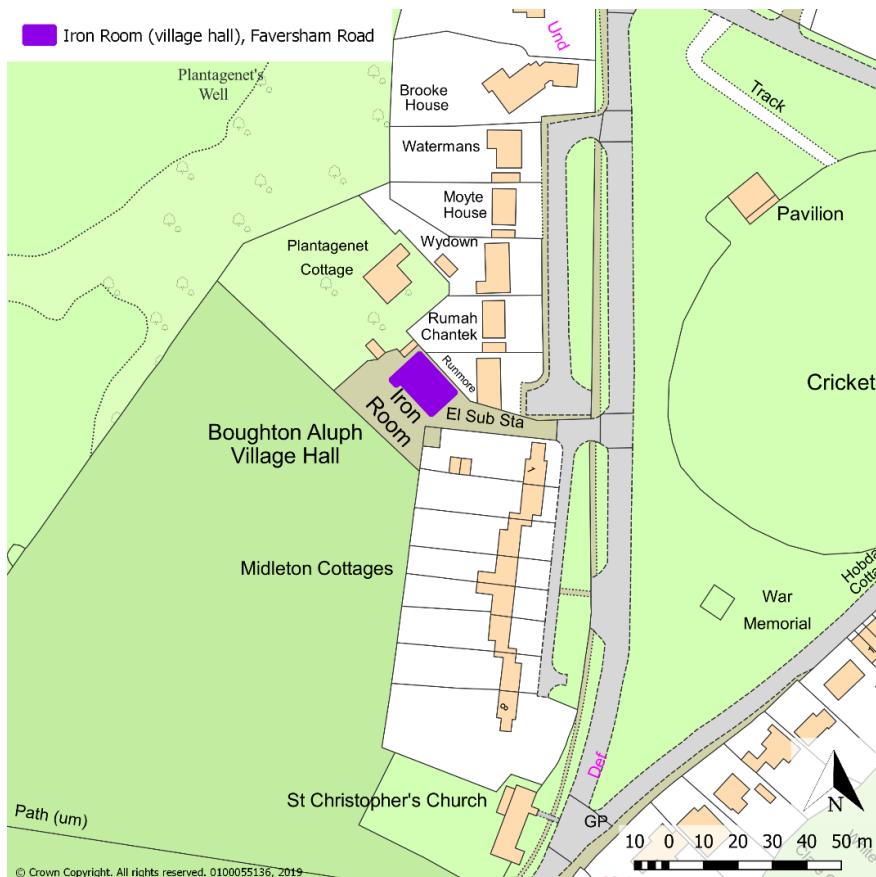 Iron Room (village hall), Faversham Road
Und
Plantagenet's
Well
Brooke
House
Track
Watermans
Moyte
House
Pavilion
Wydown
Plantagenet
Cottage
Rumah
Chantek
Runmore
Cricket
Iron
Room
El Sub Sta
Boughton Aluph
Village Hall
1
Midleton Cottages
Hobda
Cotta
War
Memorial
8
Def
St Christopher's Church
N
Path (um)
GP
10 0 10 20 30 40 50 m
© Crown Copyright. All rights reserved. 0100055136, 2019